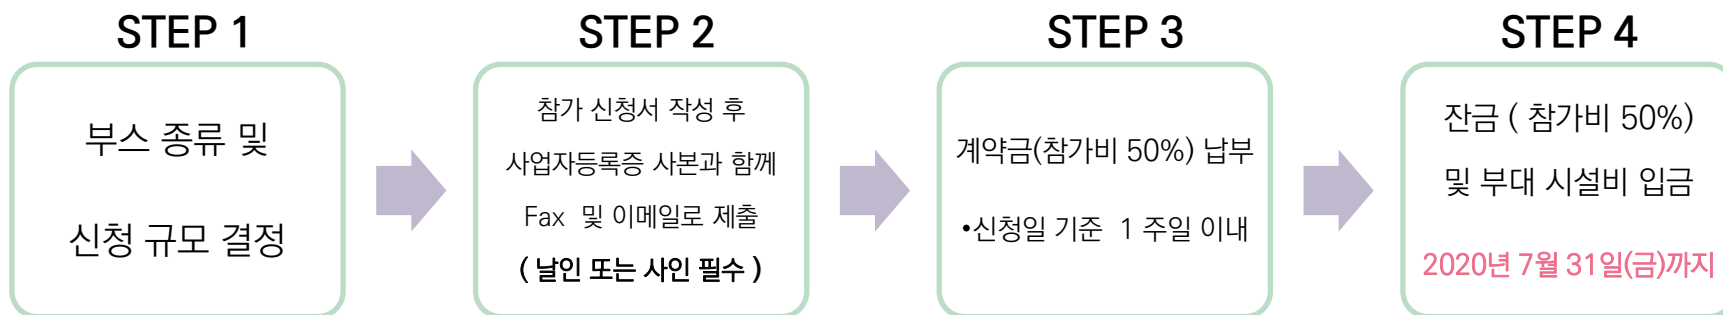 STEP 1
부스 종류 및
신청 규모 결정
STEP 2
참가 신청서 작성 후
사업자등록증 사본과 함께
Fax 및 이메일로 제출
( 날인 또는 사인 필수 )
STEP 3
계약금(참가비 50%) 납부
•신청일 기준 1 주일 이내
STEP 4
잔금 ( 참가비 50%)
및 부대 시설비 입금
2020년 7월 31일(금)까지